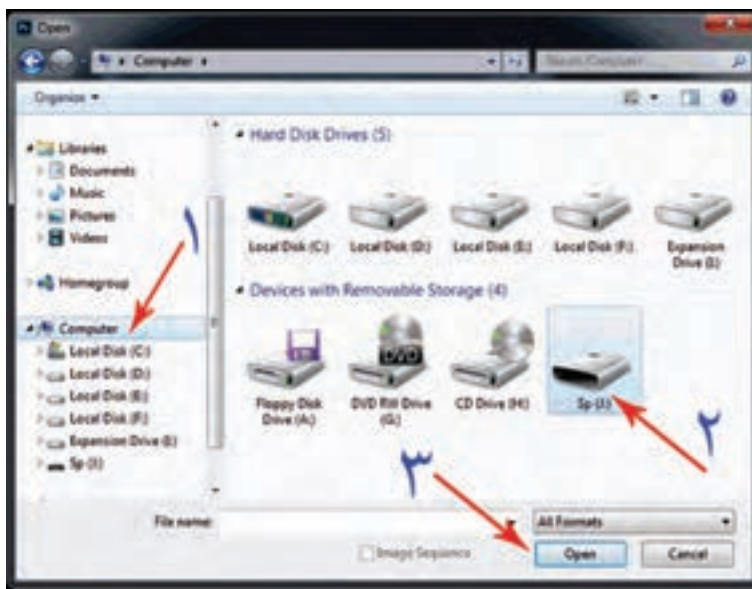 Open
Computer
Organize
Libraries
Documents
Music
Pictures
Videos
Homegroup
Computer
Local Disk (C:)
Local Disk (D:)
Local Disk (E:)
Local Disk (F:)
Expansion Drive (I:)
Sp (J:)
Hard Disk Drives (5)
Local Disk (C:) Local Disk (D:) Local Disk (E:) Local Disk (F:) Expansion
Drive (I:)
Devices with Removable Storage (4)
DVD
Floppy Disk
Drive (A:)
DVD RW Drive
(G:)
CD Drive (H:)
Sp (J:)
۱
۲
۳
File name:
All Formats
Image Sequence
Open Cancel